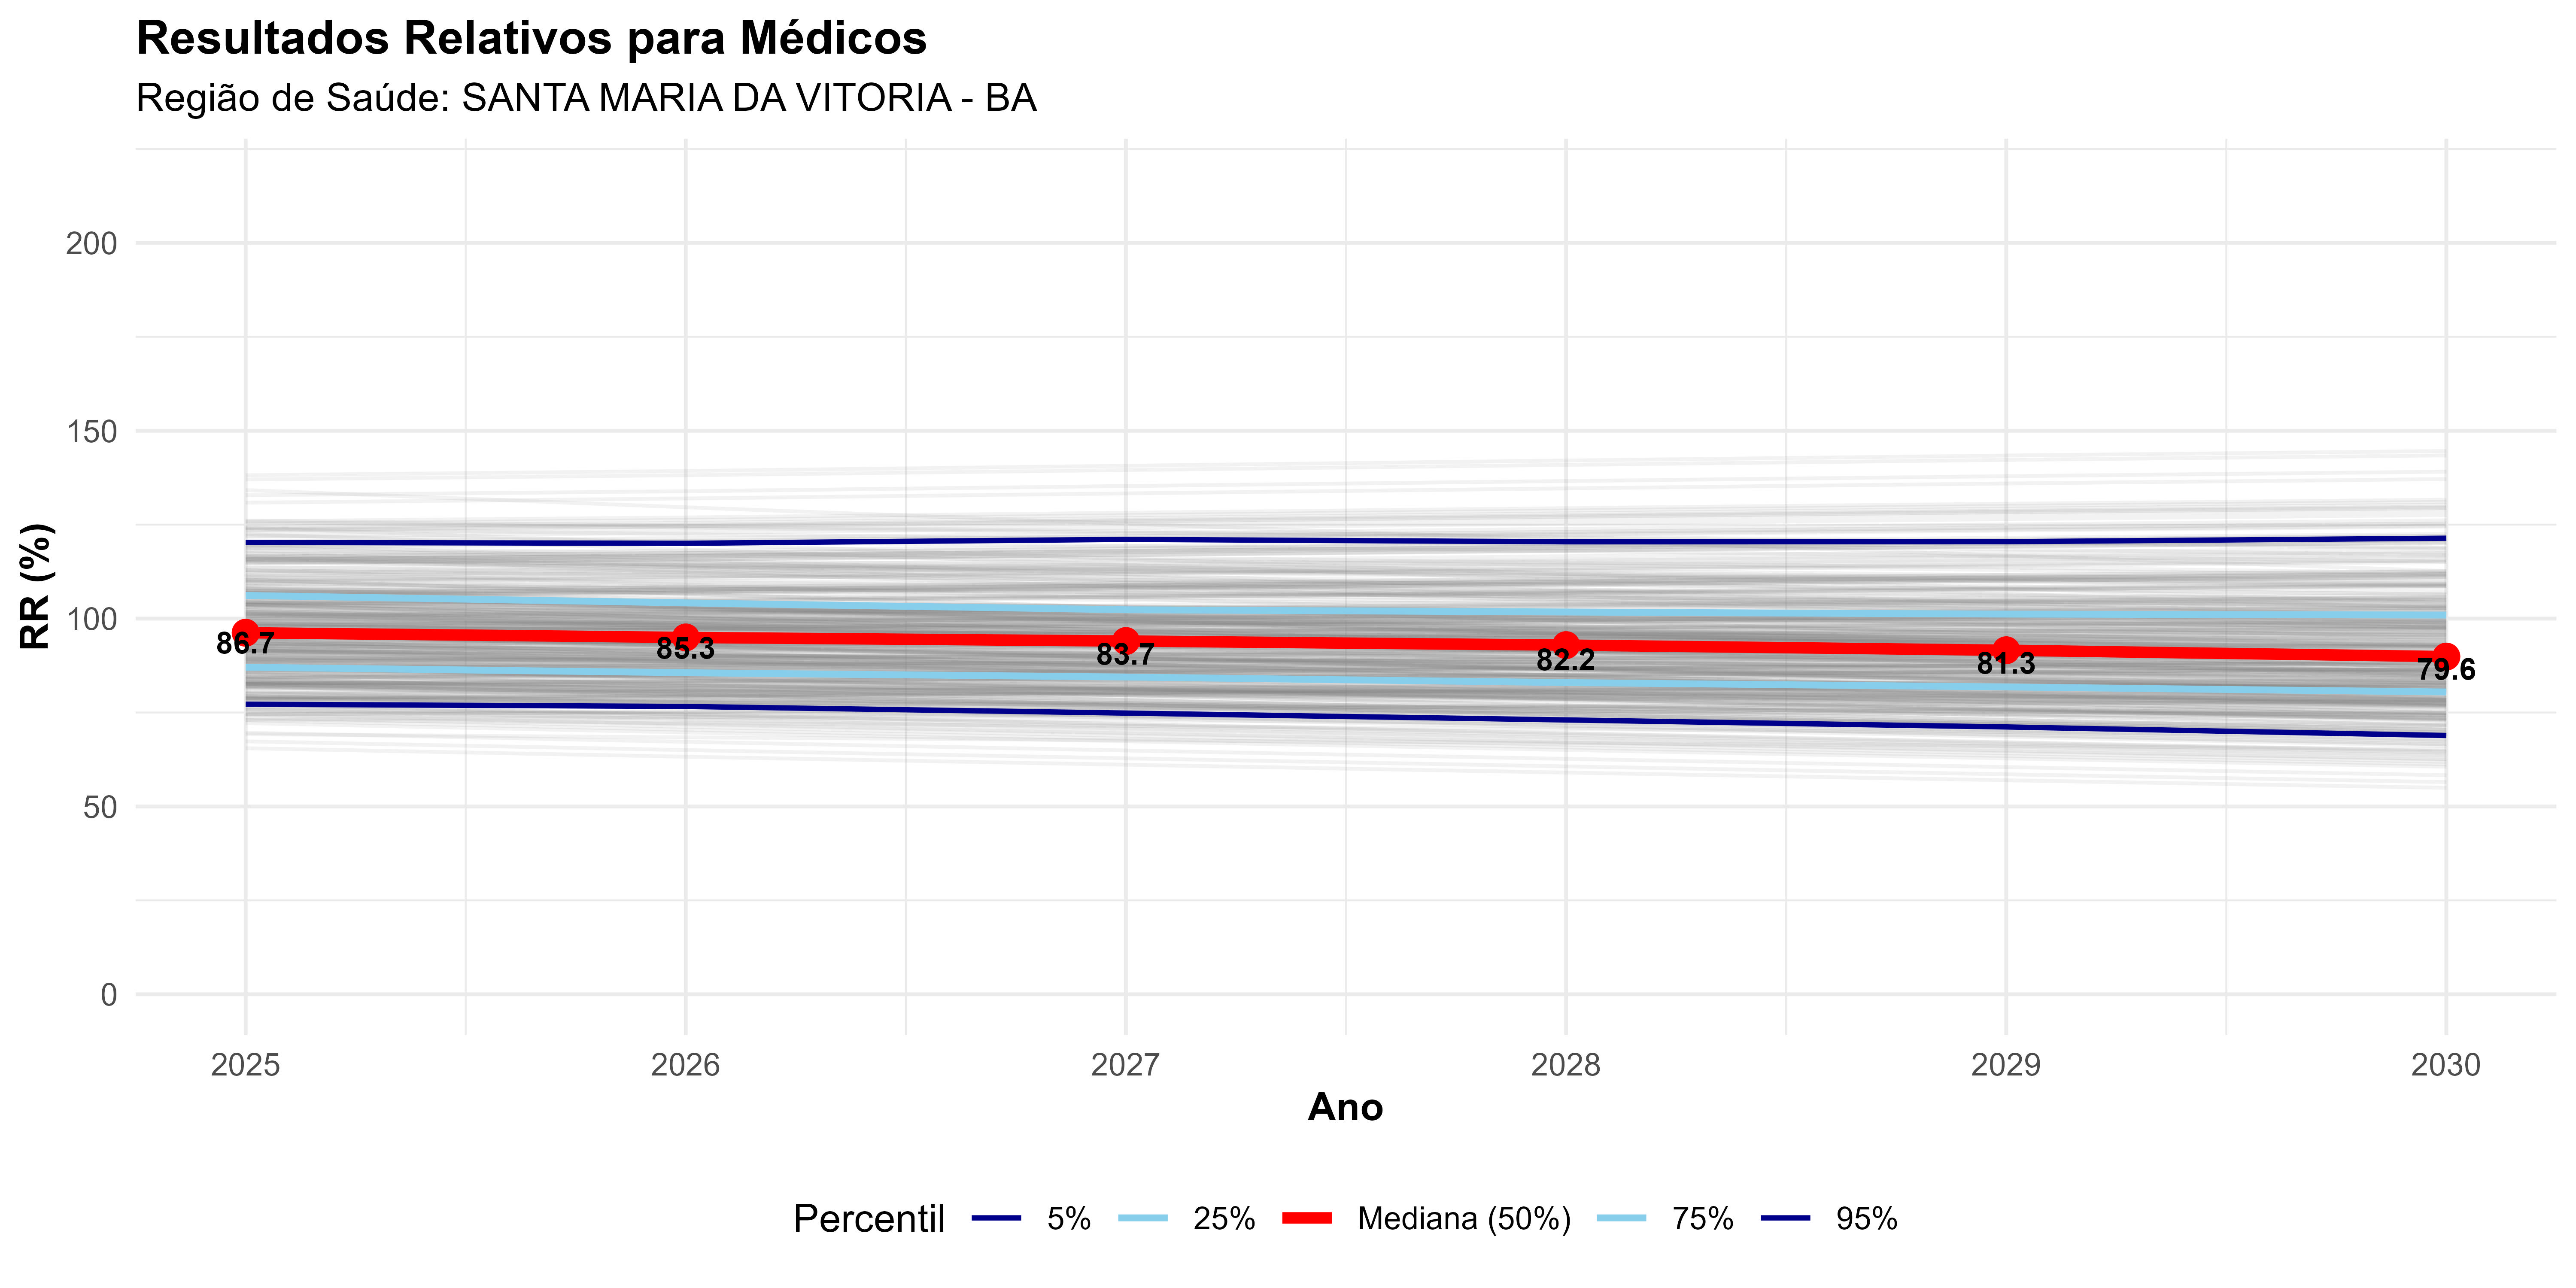 Resultados Relativos para Médicos
Região de Saúde: SANTA MARIA DA VITORIA - BA
RR (%)
200
150
100
50
0
86.7
85.3
83.7
82.2
81.3
79.6
2025 2026 2027 2028 2029 2030
Ano
Percentil 5% 25% Mediana (50%) 75% 95%